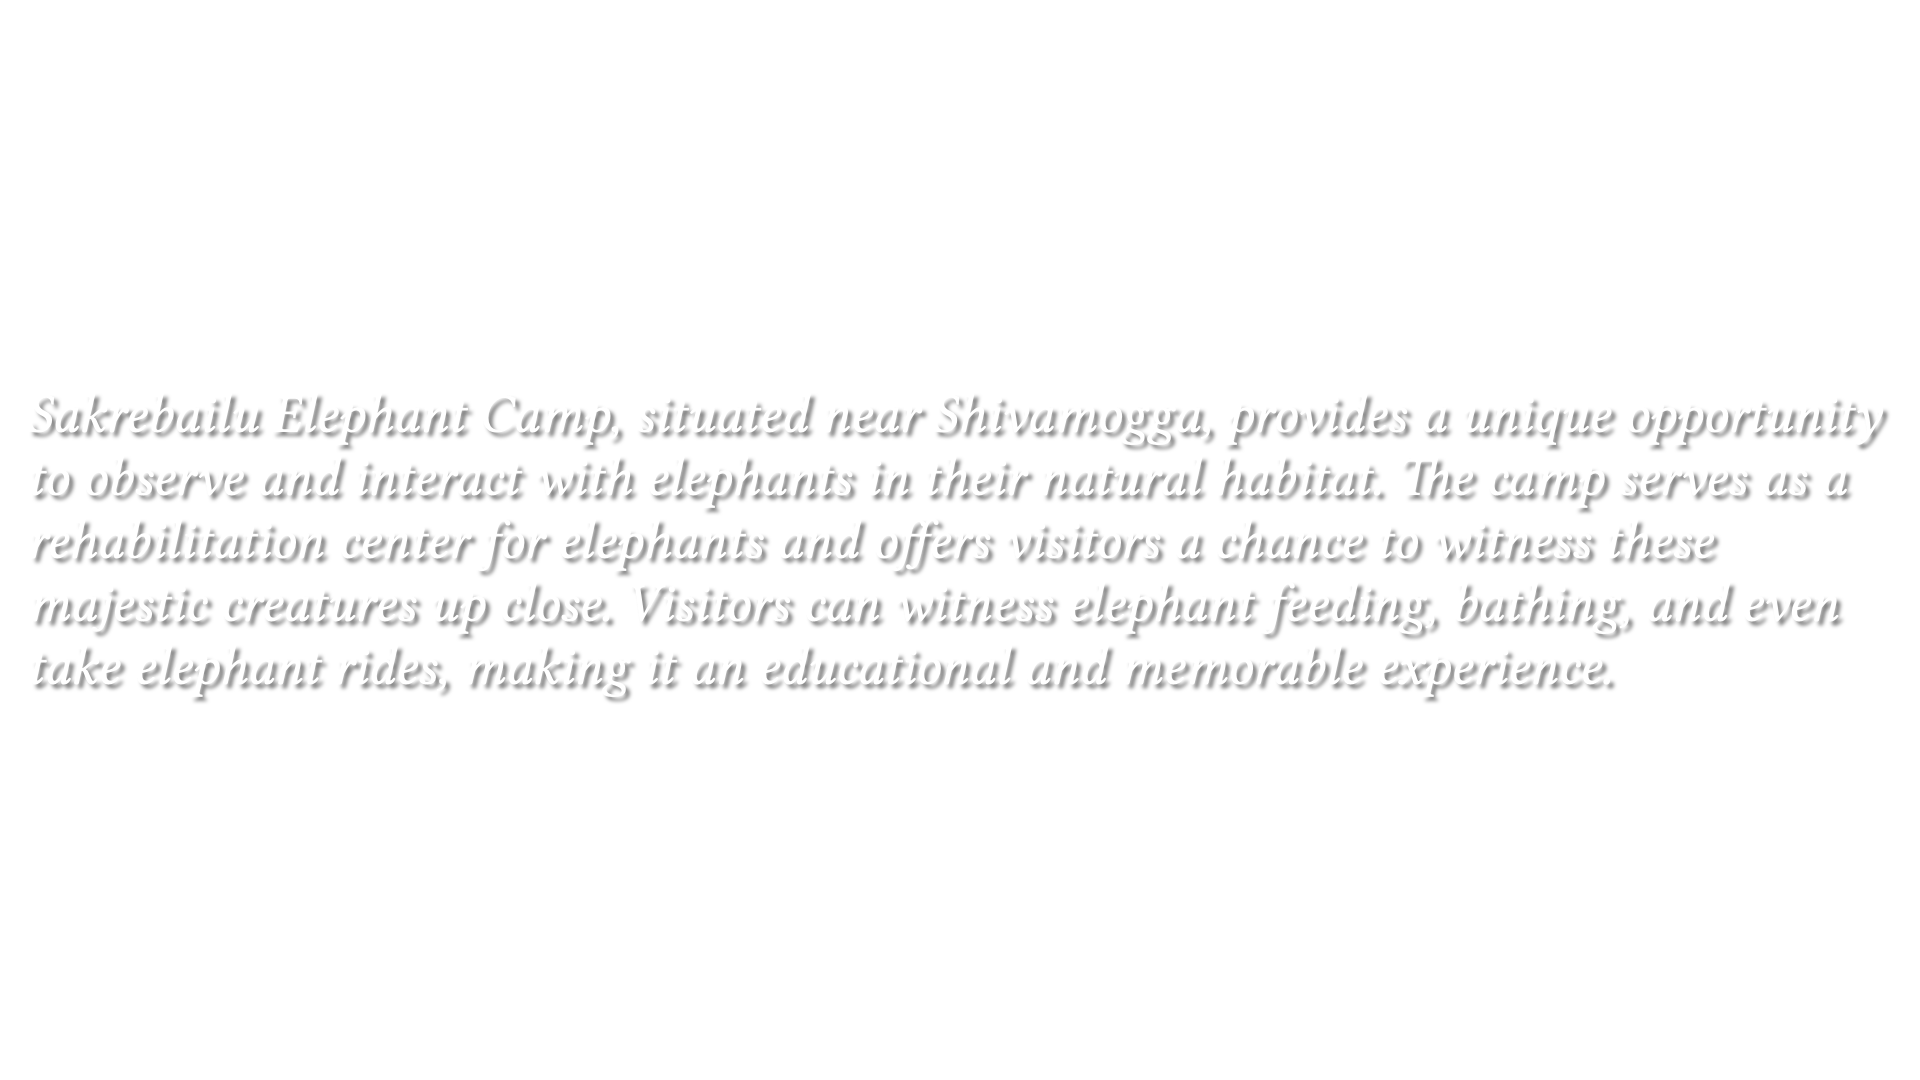 Sakrebailu Elephant Camp, situated near Shivamogga, provides a unique opportunity
to observe and interact with elephants in their natural habitat. The camp serves as a
rehabilitation center for elephants and offers visitors a chance to witness these
majestic creatures up close. Visitors can witness elephant feeding, bathing, and even
take elephant rides, making it an educational and memorable experience.